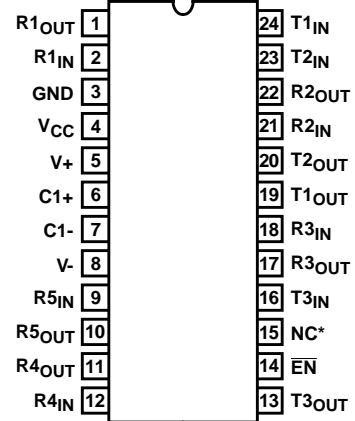 R1OUT 1 24 T1IN
R1IN 2 23 T2IN
GND 3 22 R2OUT
VCC 4 21 R2IN
V+ 5 20 T2OUT
C1+ 6 19 T1OUT
C1- 7 18 R3IN
V- 8 17 R3OUT
R5IN 9 16 T3IN
R5OUT 10 15 NC*
R4OUT 11 14 E̅N̅
R4IN 12 13 T3OUT